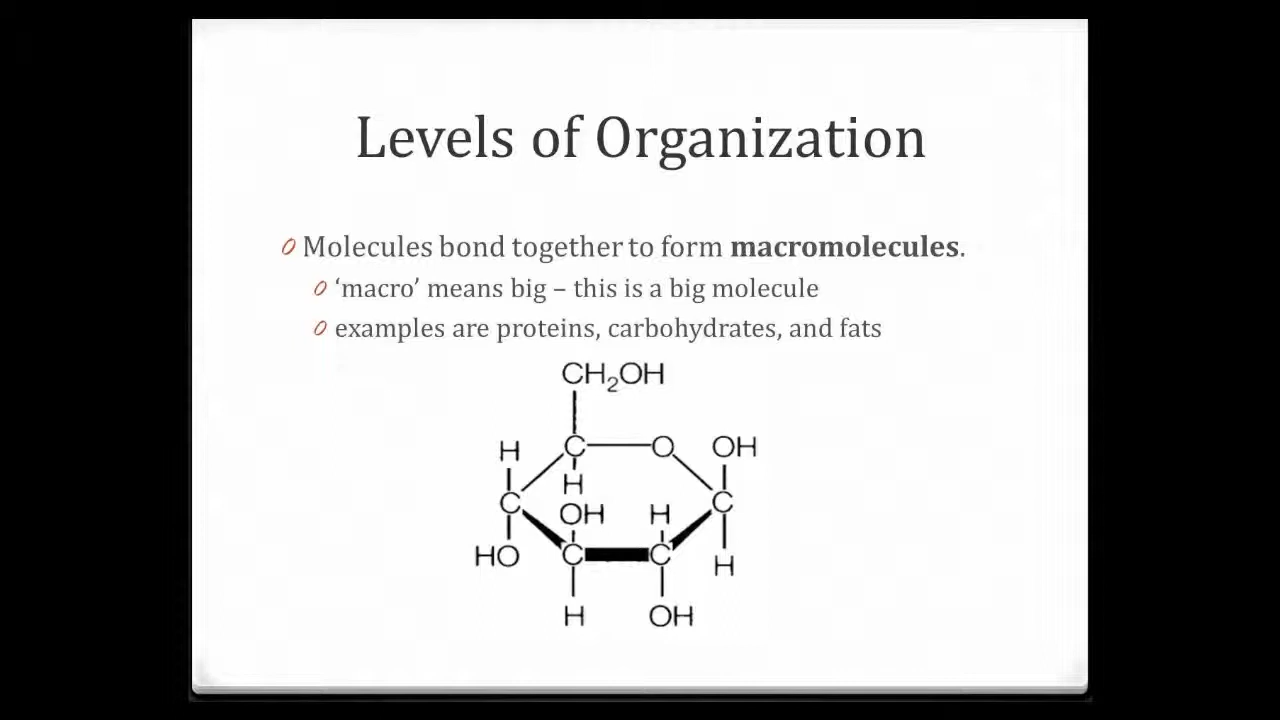 Levels of Organization
Molecules bond together to form macromolecules.
‘macro’ means big – this is a big molecule
examples are proteins, carbohydrates, and fats
CH₂OH
H C O OH
H
C C
OH H
HO C C H
H OH